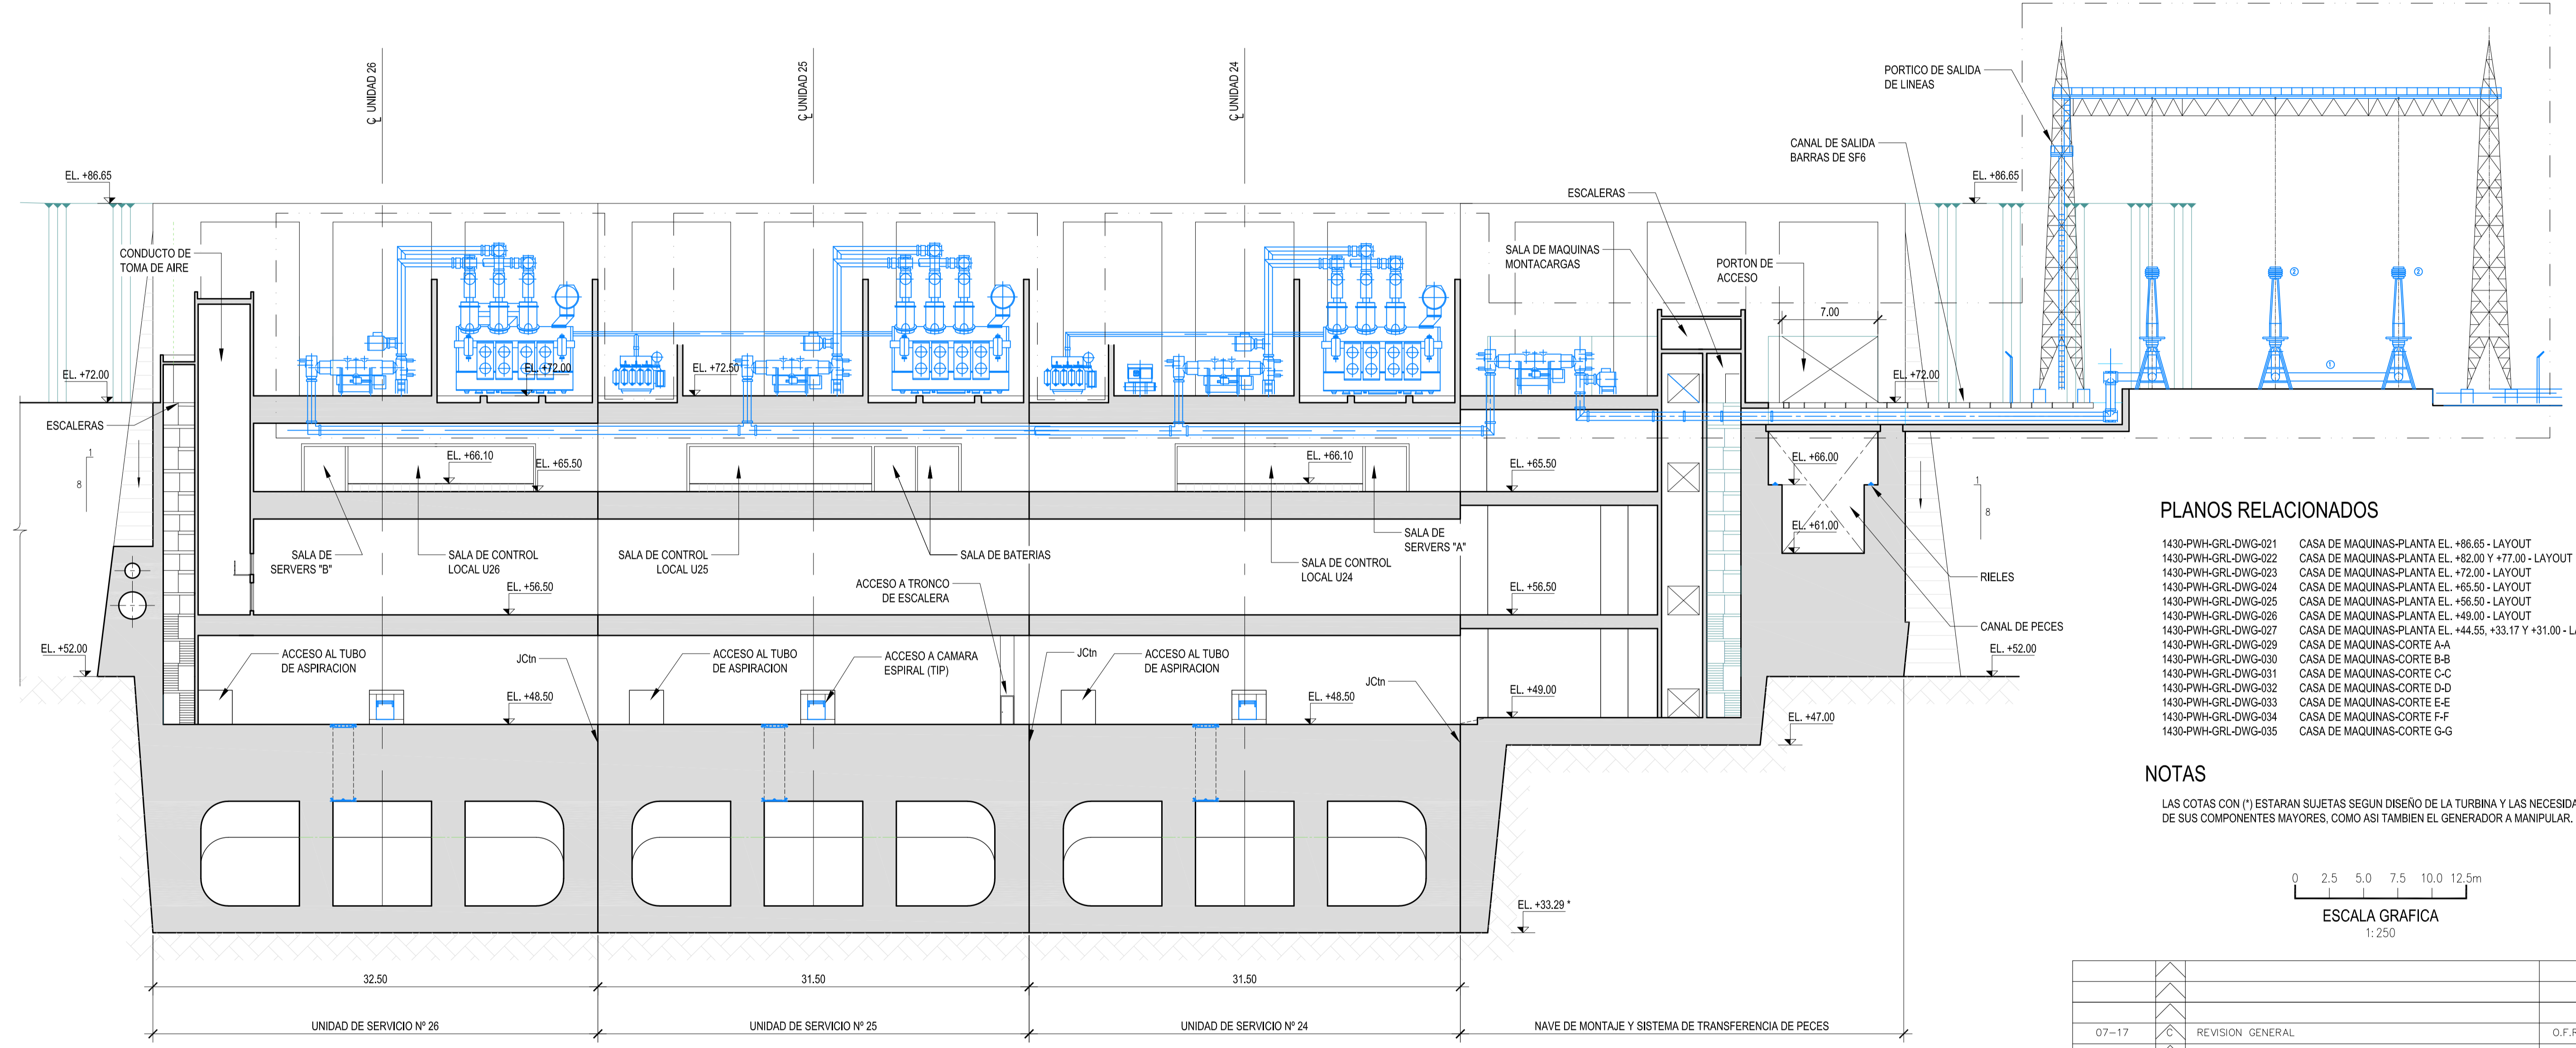 ℄ UNIDAD 26
℄ UNIDAD 25
℄ UNIDAD 24
PORTICO DE SALIDA
DE LINEAS
CANAL DE SALIDA
BARRAS DE SF6
EL. +86.65
EL. +86.65
ESCALERAS
CONDUCTO DE
TOMA DE AIRE
SALA DE MAQUINAS
MONTACARGAS
PORTON DE
ACCESO
7.00
2
2
1
EL. +72.00
EL. +72.00
EL. +72.50
EL. +72.00
ESCALERAS
1
8
EL. +66.10
EL. +65.50
EL. +66.10
EL. +65.50
EL. +66.00
EL. +61.00
1
8
SALA DE
SERVERS "B"
SALA DE CONTROL
LOCAL U26
SALA DE CONTROL
LOCAL U25
SALA DE BATERIAS
SALA DE CONTROL
LOCAL U24
SALA DE
SERVERS "A"
RIELES
CANAL DE PECES
EL. +56.50
ACCESO A TRONCO
DE ESCALERA
EL. +56.50
EL. +52.00
EL. +52.00
ACCESO AL TUBO
DE ASPIRACION
JCtn
ACCESO AL TUBO
DE ASPIRACION
ACCESO A CAMARA
ESPIRAL (TIP)
JCtn
ACCESO AL TUBO
DE ASPIRACION
JCtn
EL. +48.50
EL. +48.50
EL. +49.00
EL. +47.00
EL. +33.29 *
32.50
31.50
31.50
UNIDAD DE SERVICIO Nº 26
UNIDAD DE SERVICIO Nº 25
UNIDAD DE SERVICIO Nº 24
NAVE DE MONTAJE Y SISTEMA DE TRANSFERENCIA DE PECES
PLANOS RELACIONADOS
1430-PWH-GRL-DWG-021 CASA DE MAQUINAS-PLANTA EL. +86.65 - LAYOUT
1430-PWH-GRL-DWG-022 CASA DE MAQUINAS-PLANTA EL. +82.00 Y +77.00 - LAYOUT
1430-PWH-GRL-DWG-023 CASA DE MAQUINAS-PLANTA EL. +72.00 - LAYOUT
1430-PWH-GRL-DWG-024 CASA DE MAQUINAS-PLANTA EL. +65.50 - LAYOUT
1430-PWH-GRL-DWG-025 CASA DE MAQUINAS-PLANTA EL. +56.50 - LAYOUT
1430-PWH-GRL-DWG-026 CASA DE MAQUINAS-PLANTA EL. +49.00 - LAYOUT
1430-PWH-GRL-DWG-027 CASA DE MAQUINAS-PLANTA EL. +44.55, +33.17 Y +31.00 - LA
1430-PWH-GRL-DWG-029 CASA DE MAQUINAS-CORTE A-A
1430-PWH-GRL-DWG-030 CASA DE MAQUINAS-CORTE B-B
1430-PWH-GRL-DWG-031 CASA DE MAQUINAS-CORTE C-C
1430-PWH-GRL-DWG-032 CASA DE MAQUINAS-CORTE D-D
1430-PWH-GRL-DWG-033 CASA DE MAQUINAS-CORTE E-E
1430-PWH-GRL-DWG-034 CASA DE MAQUINAS-CORTE F-F
1430-PWH-GRL-DWG-035 CASA DE MAQUINAS-CORTE G-G
NOTAS
LAS COTAS CON (*) ESTARAN SUJETAS SEGUN DISEÑO DE LA TURBINA Y LAS NECESIDA
DE SUS COMPONENTES MAYORES, COMO ASI TAMBIEN EL GENERADOR A MANIPULAR.
0 2.5 5.0 7.5 10.0 12.5m
ESCALA GRAFICA
1:250
07-17 C REVISION GENERAL O.F.R